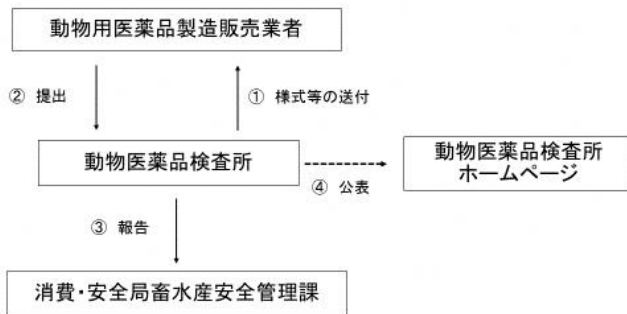 動物用医薬品製造販売業者
② 提出
① 様式等の送付
動物医薬品検査所
動物医薬品検査所
ホームページ
④ 公表
③ 報告
消費・安全局畜水産安全管理課